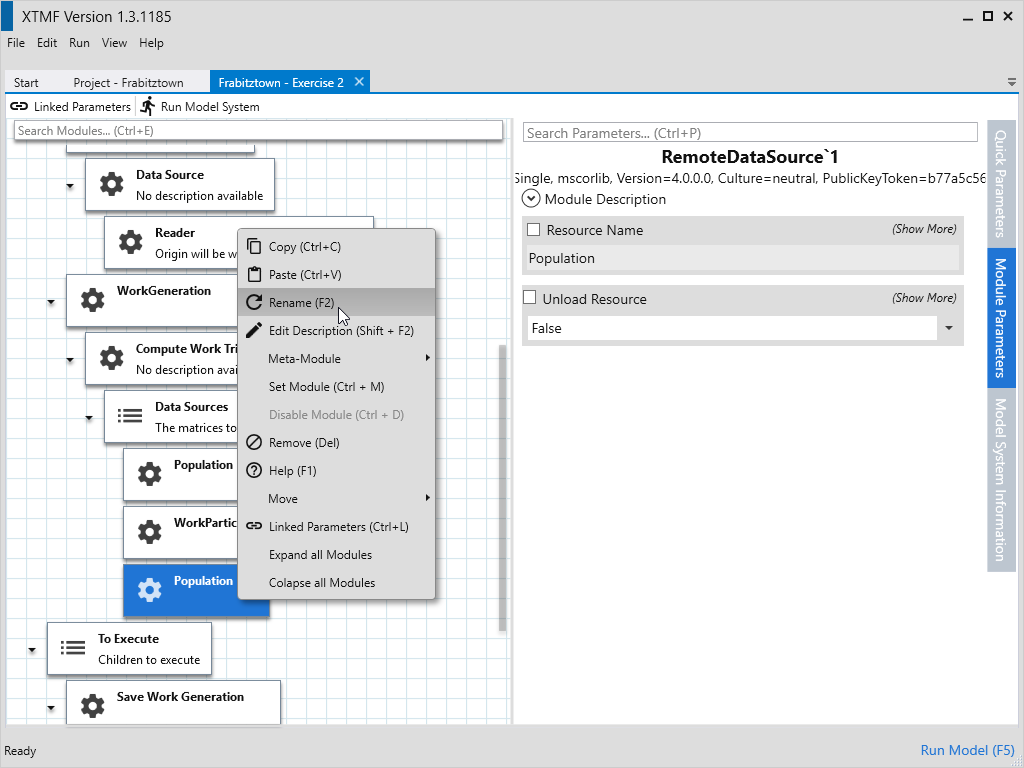 XTMF Version 1.3.1185
File Edit Run View Help
Start Project - Frabitztown Frabitztown - Exercise 2
Linked Parameters Run Model System
Search Modules... (Ctrl+E)
Data Source
No description available
Reader
Origin will be w
WorkGeneration
Compute Work Tri
No description avai
Data Sources
The matrices to
Population
WorkPartic
Population
To Execute
Children to execute
Save Work Generation
Copy (Ctrl+C)
Paste (Ctrl+V)
Rename (F2)
Edit Description (Shift + F2)
Meta-Module
Set Module (Ctrl + M)
Disable Module (Ctrl + D)
Remove (Del)
Help (F1)
Move
Linked Parameters (Ctrl+L)
Expand all Modules
Colapse all Modules
Search Parameters... (Ctrl+P)
RemoteDataSource`1
Single, mscorlib, Version=4.0.0.0, Culture=neutral, PublicKeyToken=b77a5c56
Module Description
Resource Name (Show More)
Population
Unload Resource (Show More)
False
Quick Parameters
Module Parameters
Model System Information
Ready
Run Model (F5)